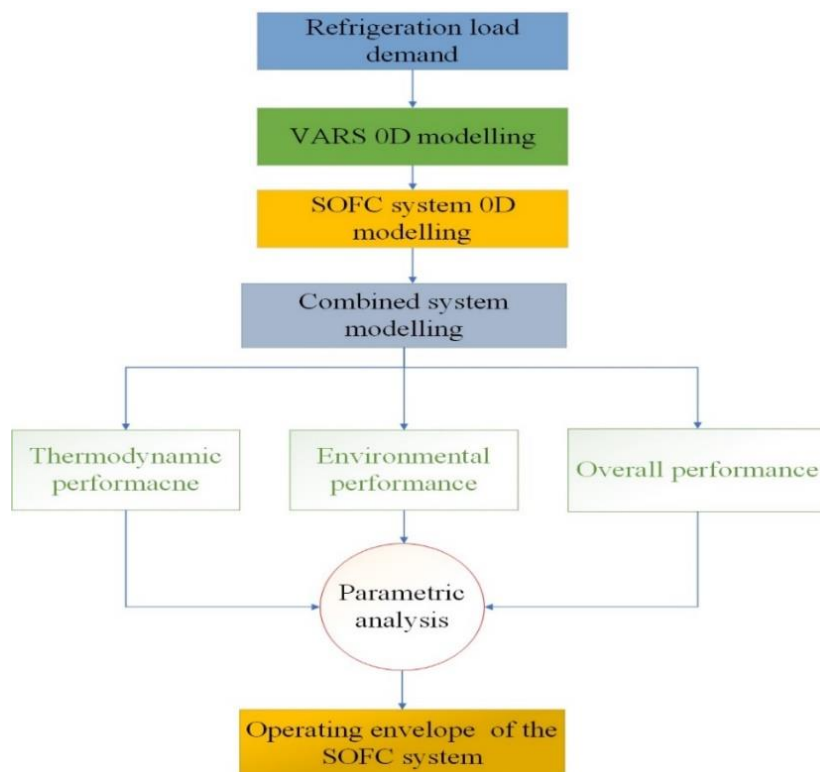 Refrigeration load
demand
VARS 0D modelling
SOFC system 0D
modelling
Combined system
modelling
Thermodynamic
performacne
Environmental
performance
Overall performance
Parametric
analysis
Operating envelope of the
SOFC system